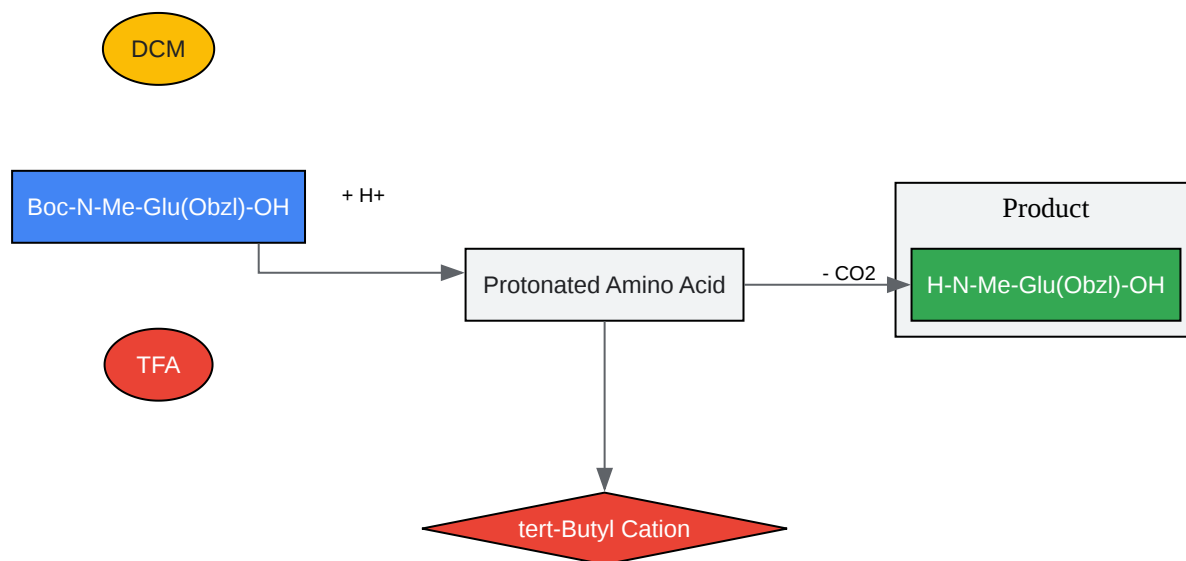 DCM
Boc-N-Me-Glu(Obzl)-OH
+ H+
Product
Protonated Amino Acid
- CO2
H-N-Me-Glu(Obzl)-OH
TFA
tert-Butyl Cation